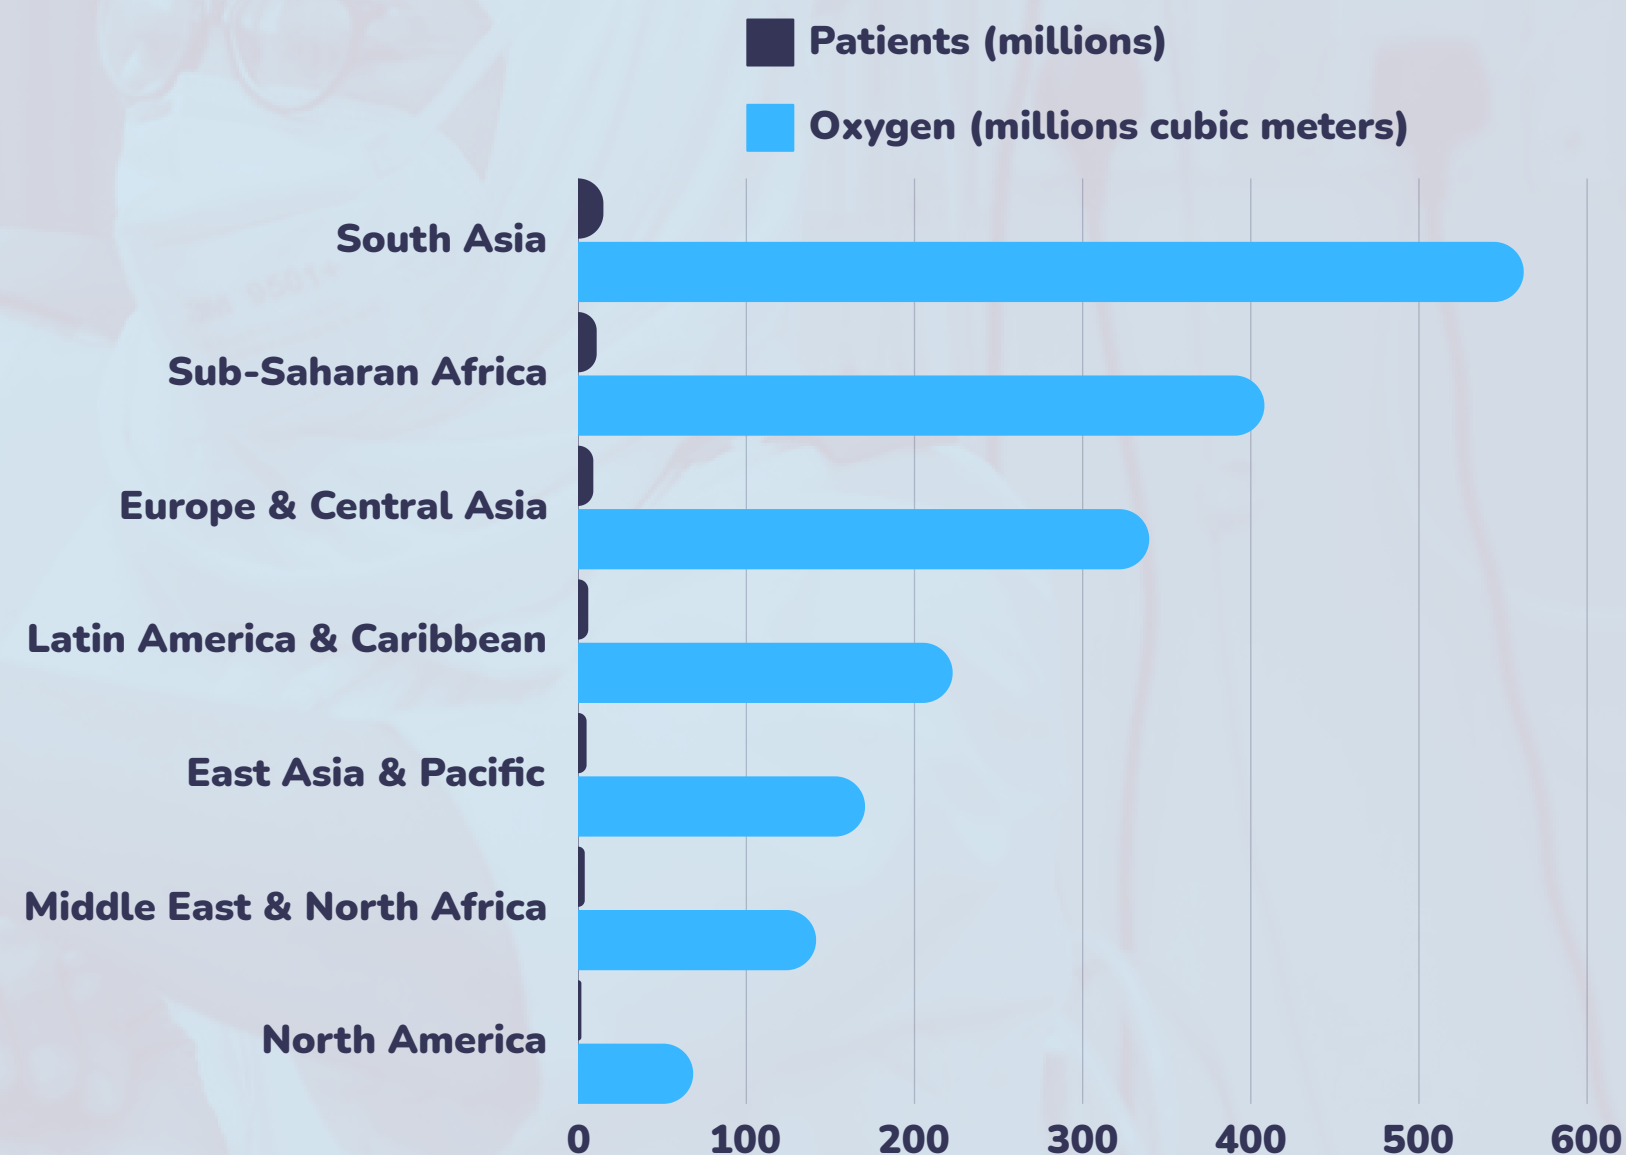 Patients (millions)
Oxygen (millions cubic meters)
South Asia
Sub-Saharan Africa
Europe & Central Asia
Latin America & Caribbean
East Asia & Pacific
Middle East & North Africa
North America
0 100 200 300 400 500 600